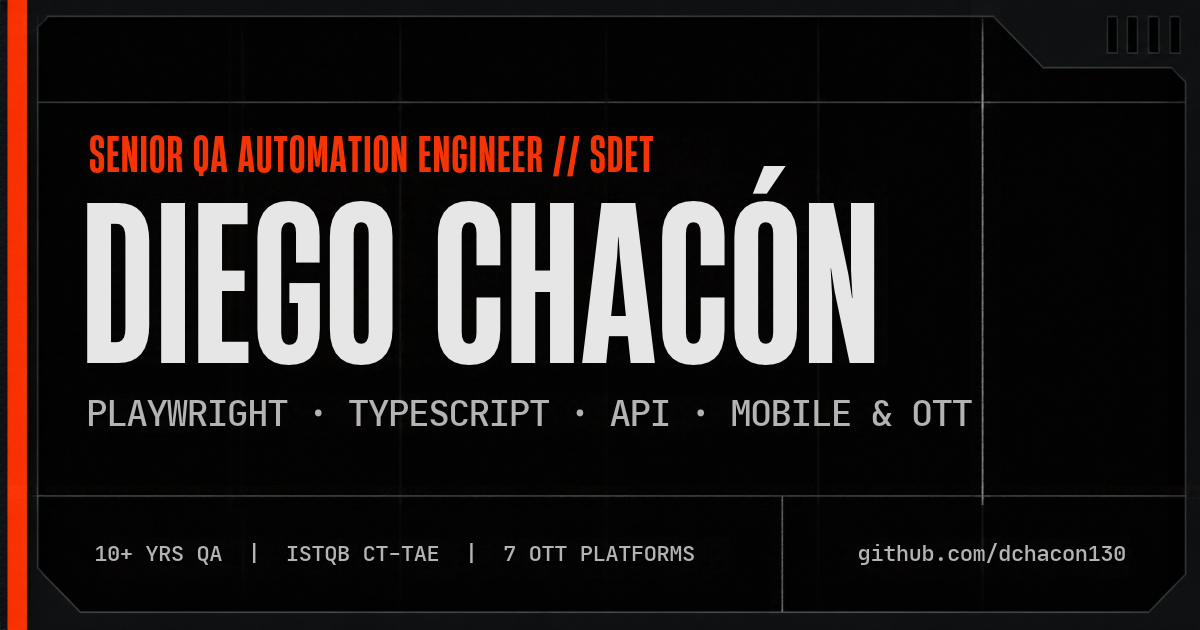 SENIOR QA AUTOMATION ENGINEER // SDET
DIEGO CHACÓN
PLAYWRIGHT · TYPESCRIPT · API · MOBILE & OTT
10+ YRS QA | ISTQB CT-TAE | 7 OTT PLATFORMS
github.com/dchacon130